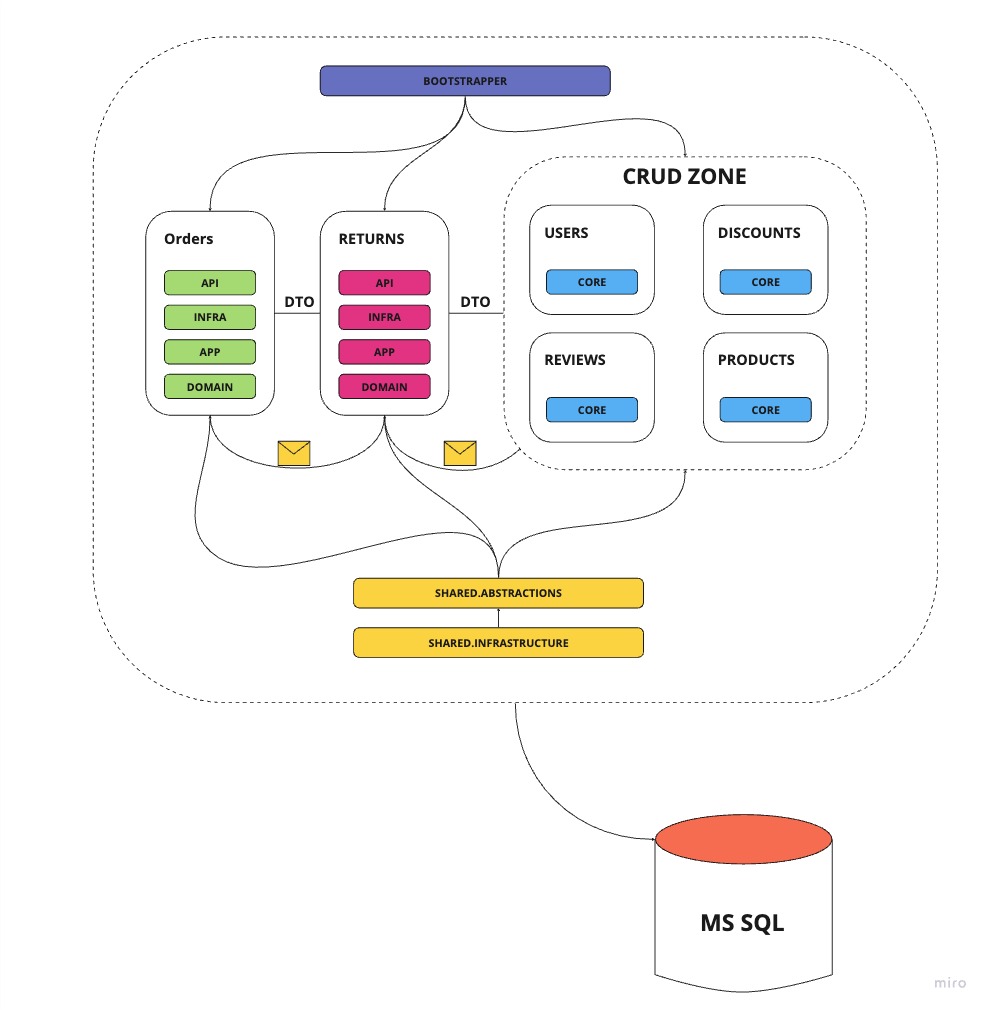 BOOTSTRAPPER
CRUD ZONE
Orders
API
INFRA
APP
DOMAIN
DTO
RETURNS
API
INFRA
APP
DOMAIN
DTO
USERS
CORE
DISCOUNTS
CORE
REVIEWS
CORE
PRODUCTS
CORE
SHARED.ABSTRACTIONS
SHARED.INFRASTRUCTURE
MS SQL
miro